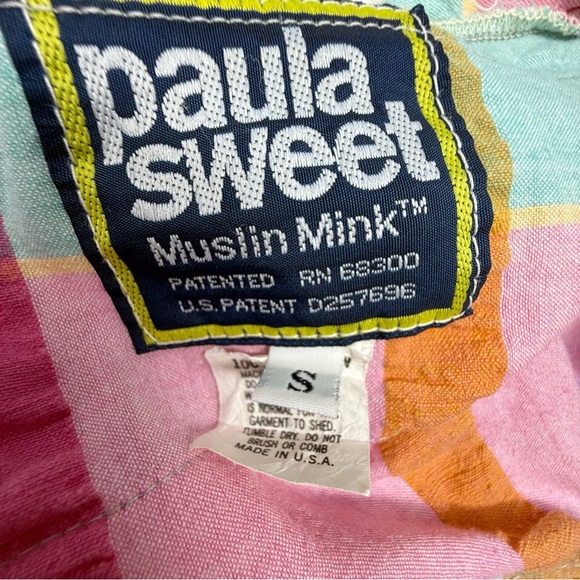 paula
sweet
Muslin Mink™
PATENTED RN 68300
U.S. PATENT D257696
S
IS NORMAL FOR
GARMENT TO SHED.
TUMBLE DRY. DO NOT
BRUSH OR COMB
MADE IN U.S.A.